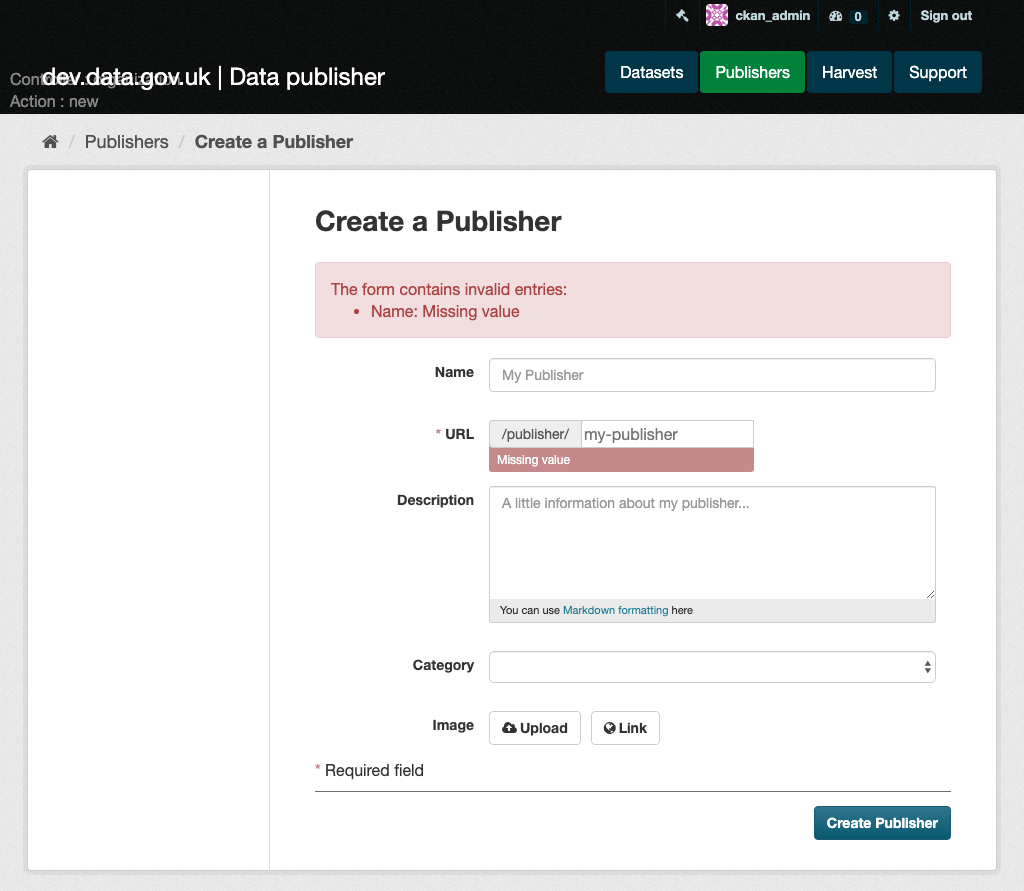 ckan_admin 0 Sign out
dev.data.gov.uk | Data publisher
Action : new
Datasets Publishers Harvest Support
/ Publishers / Create a Publisher
Create a Publisher
The form contains invalid entries:
• Name: Missing value
Name My Publisher
* URL /publisher/ my-publisher
Missing value
Description A little information about my publisher...
You can use Markdown formatting here
Category
Image Upload Link
* Required field
Create Publisher